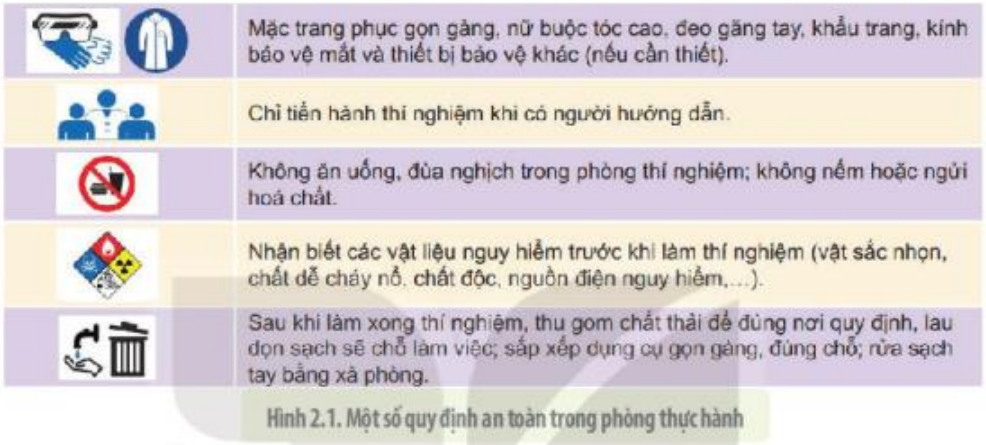 Mặc trang phục gọn gàng, nữ buộc tóc cao, đeo găng tay, khẩu trang, kính
bảo vệ mắt và thiết bị bảo vệ khác (nếu cần thiết).
Chỉ tiến hành thí nghiệm khi có người hướng dẫn.
Không ăn uống, đùa nghịch trong phòng thí nghiệm; không nếm hoặc ngửi
hoá chất.
Nhận biết các vật liệu nguy hiểm trước khi làm thí nghiệm (vật sắc nhọn,
chất dễ cháy nổ, chất độc, nguồn điện nguy hiểm,…).
Sau khi làm xong thí nghiệm, thu gom chất thải để đúng nơi quy định, lau
dọn sạch sẽ chỗ làm việc; sắp xếp dụng cụ gọn gàng, đúng chỗ; rửa sạch
tay bằng xà phòng.
Hình 2.1. Một số quy định an toàn trong phòng thực hành